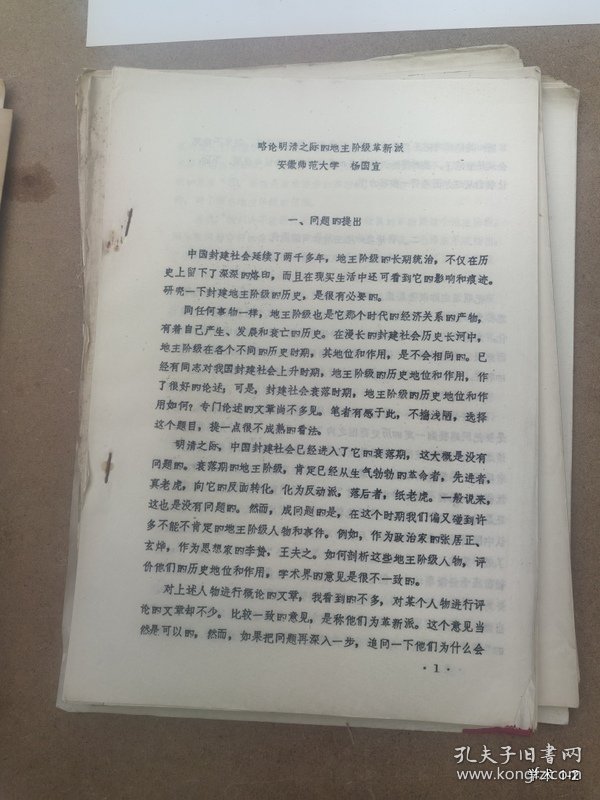 略论明清之际的地主阶级革新派
安徽师范大学 杨国宜
一、问题的提出
中国封建社会延续了两千多年,地主阶级的长期统治,不仅在历
史上留下了深深的烙印,而且在现实生活中还可看到它的影响和痕迹。
研究一下封建地主阶级的历史,是很有必要的。
同任何事物一样,地主阶级也是它那个时代的经济关系的产物,
有着自己产生、发展和衰亡的历史。在漫长的封建社会历史长河中,
地主阶级在各个不同的历史时期,其地位和作用,是不会相同的。已
经有同志对我国封建社会上升时期,地主阶级的历史地位和作用,作
了很好的论述;可是,封建社会衰落时期,地主阶级的历史地位和作
用如何?专门论述的文章尚不多见。笔者有感于此,不揣浅陋,选择
这个题目,提一点很不成熟的看法。
明清之际,中国封建社会已经进入了它的衰落期,这大概是没有
问题的。衰落期的地主阶级,肯定已经从生气勃勃的革命者,先进者,
真老虎,向它的反面转化。化为反动派,落后者,纸老虎。一般说来,
这也是没有问题的。然而,成问题的是,在这个时期我们偏又碰到许
多不能不肯定的地主阶级人物和事件。例如,作为政治家的张居正、
玄烨,作为思想家的李贽、王夫之。如何剖析这些地主阶级人物,评
价他们的历史地位和作用,学术界的意见是很不一致的。
对上述人物进行概论的文章,我看到的不多,对某个人物进行评
论的文章却不少。比较一致的意见,是称他们为革新派。这个意见当
然是可以的,然而,如果把问题再深入一步,追问一下他们为什么会
·1·
孔夫子旧书网
www.kongfz.com